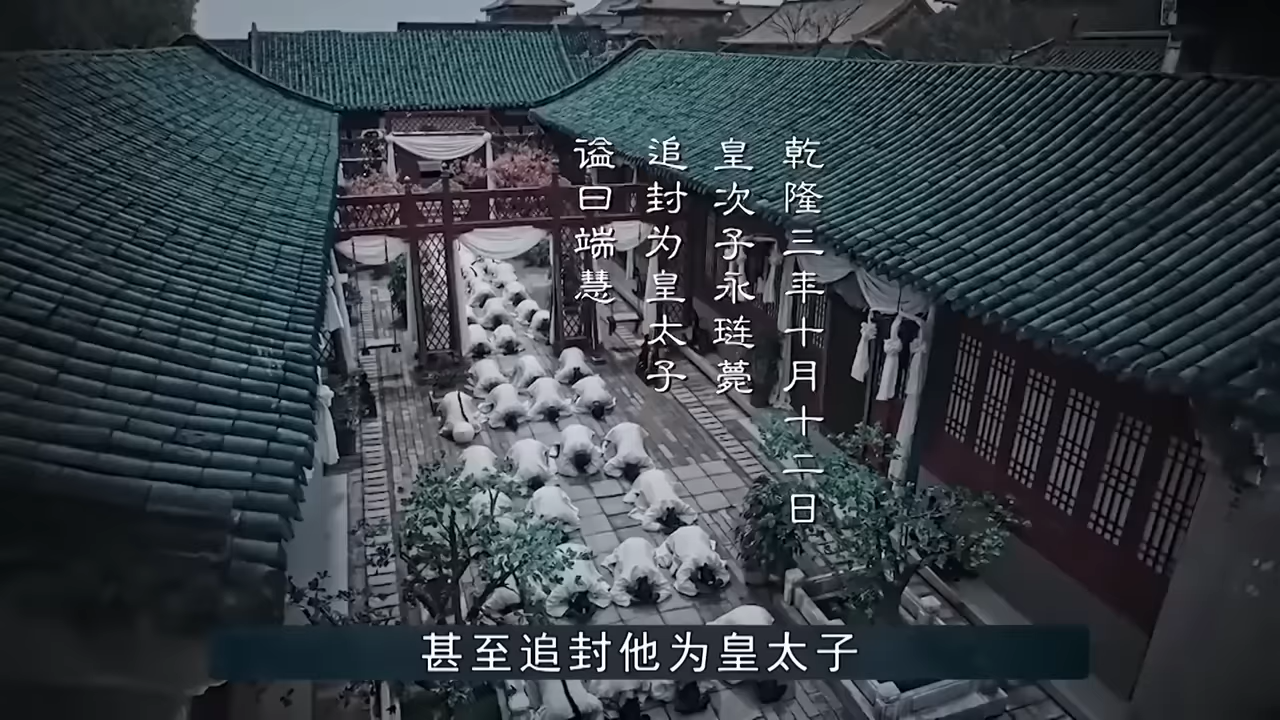 乾隆三年十月十二日
皇次子永琏薨
追封为皇太子
谥曰端慧
甚至追封他为皇太子